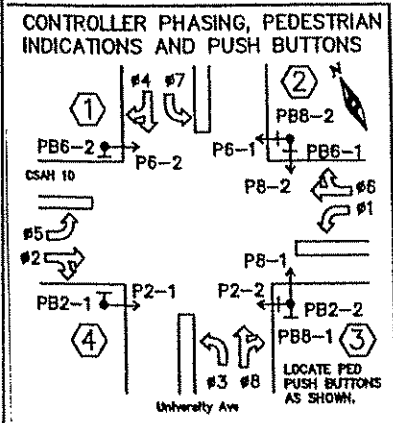 CONTROLLER PHASING, PEDESTRIAN
INDICATIONS AND PUSH BUTTONS
ø4 ø7
N
1
2
PB8-2
PB6-2
P6-2
P6-1
PB6-1
CSAH 10
P8-2
ø6
ø1
ø5
ø2
P8-1
P2-1
P2-2
PB2-1
PB2-2
PB8-1
4
3
ø3 ø8
LOCATE PED
PUSH BUTTONS
AS SHOWN.
University Ave